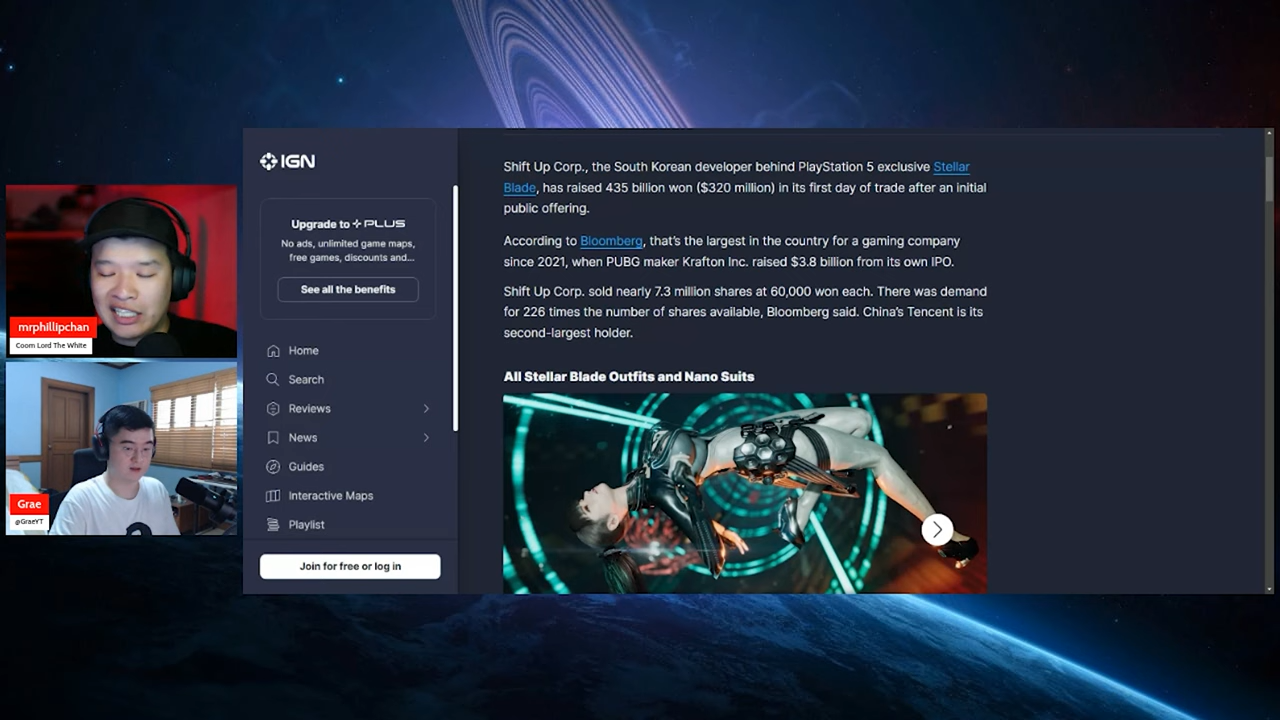 IGN
Upgrade to PLUS
No ads, unlimited game maps,
free games, discounts and...
See all the benefits
Home
Search
Reviews
News
Guides
Interactive Maps
Playlist
Join for free or log in
Shift Up Corp., the South Korean developer behind PlayStation 5 exclusive Stellar
Blade, has raised 435 billion won ($320 million) in its first day of trade after an initial
public offering.
According to Bloomberg, that's the largest in the country for a gaming company
since 2021, when PUBG maker Krafton Inc. raised $3.8 billion from its own IPO.
Shift Up Corp. sold nearly 7.3 million shares at 60,000 won each. There was demand
for 226 times the number of shares available, Bloomberg said. China's Tencent is its
second-largest holder.
All Stellar Blade Outfits and Nano Suits
mrphillipchan
Coom Lord The White
Grae
@GraeYT